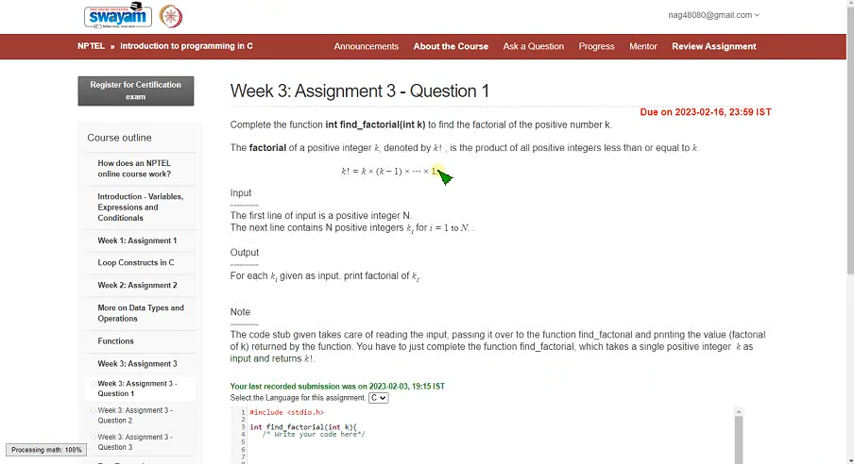 swayam
nag48080@gmail.com
NPTEL » Introduction to programming in C
Announcements About the Course Ask a Question Progress Mentor Review Assignment
Register for Certification
exam
Course outline
How does an NPTEL
online course work?
Introduction - Variables,
Expressions and
Conditionals
Week 1: Assignment 1
Loop Constructs in C
Week 2: Assignment 2
More on Data Types and
Operations
Functions
Week 3: Assignment 3
Week 3: Assignment 3 -
Question 1
Week 3: Assignment 3 -
Question 2
Week 3: Assignment 3 -
Question 3
Week 3: Assignment 3 - Question 1
Due on 2023-02-16, 23:59 IST
Complete the function int find_factorial(int k) to find the factorial of the positive number k.
The factorial of a positive integer k, denoted by k! , is the product of all positive integers less than or equal to k.
k! = k × (k − 1) × ⋯ × 1
Input
----------
The first line of input is a positive integer N.
The next line contains N positive integers kᵢ for i = 1 to N. .
Output
----------
For each kᵢ given as input, print factorial of kᵢ.
Note
----------
The code stub given takes care of reading the input, passing it over to the function find_factorial and printing the value (factorial
of k) returned by the function. You have to just complete the function find_factorial, which takes a single positive integer k as
input and returns k!.
Your last recorded submission was on 2023-02-03, 19:15 IST
Select the Language for this assignment. C
1 #include <stdio.h>
2
3 int find_factorial(int k){
4 /* Write your code here*/
5
6
7
Processing math: 100%